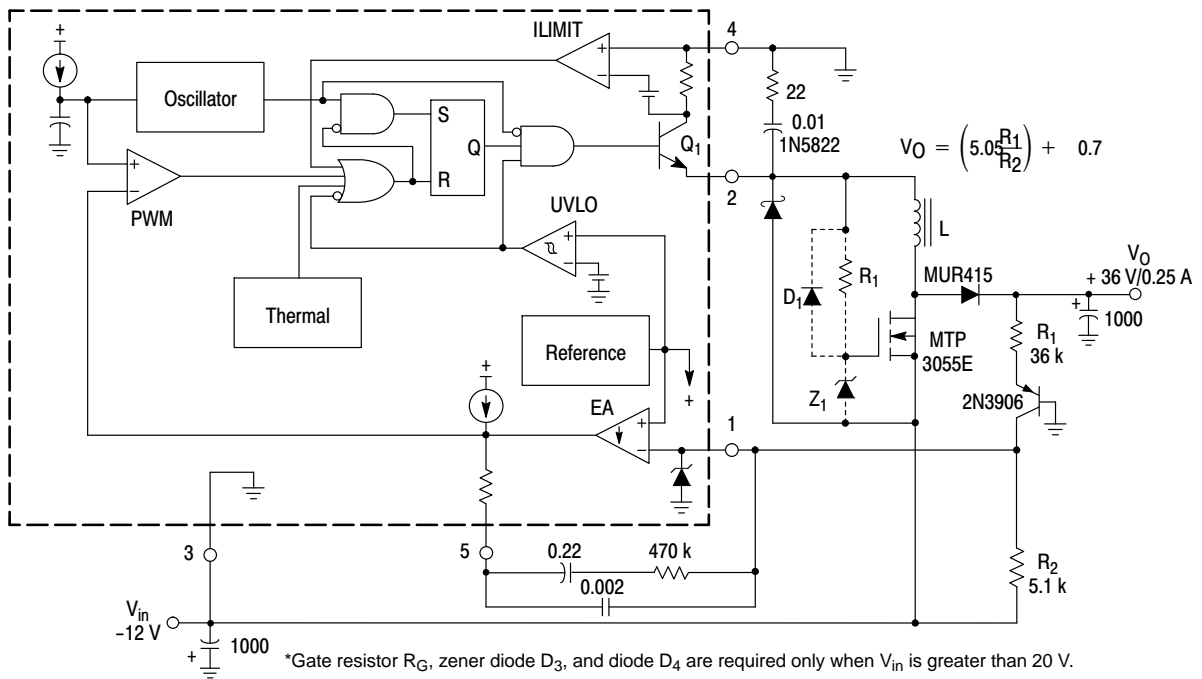 +
ILIMIT
+
−
4
Oscillator
22
0.01
1N5822
S
Q
R
Q1
VO = (5.05 R1/R2) + 0.7
+
−
PWM
2
UVLO
+
−
L
Thermal
D1
R1
MUR415
VO
+ 36 V/0.25 A
+
1000
Reference
+
MTP
3055E
R1
36 k
Z1
2N3906
+
EA
+
−
1
3
5
0.22
470 k
0.002
R2
5.1 k
Vin
−12 V
+
1000
*Gate resistor RG, zener diode D3, and diode D4 are required only when Vin is greater than 20 V.